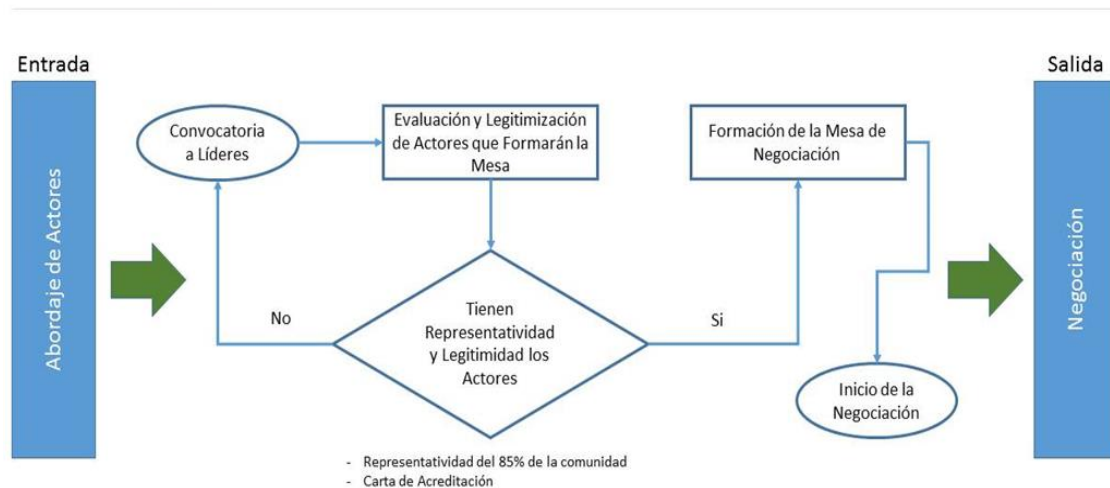 Entrada
Abordaje de Actores
Convocatoria
a Líderes
Evaluación y Legitimización
de Actores que Formarán la
Mesa
Tienen
Representatividad
y Legitimidad los
Actores
No
Si
- Representatividad del 85% de la comunidad
- Carta de Acreditación
Formación de la Mesa de
Negociación
Inicio de la
Negociación
Salida
Negociación